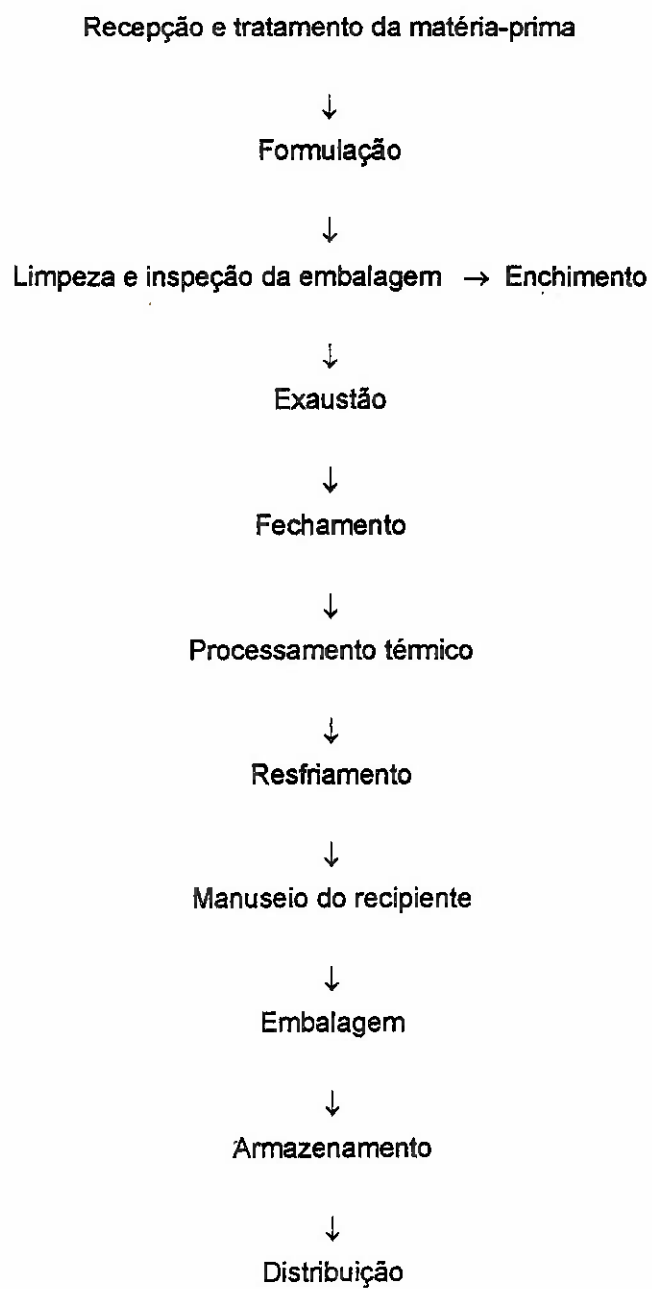 Recepção e tratamento da matéria-prima
↓
Formulação
↓
Limpeza e inspeção da embalagem → Enchimento
↓
Exaustão
↓
Fechamento
↓
Processamento térmico
↓
Resfriamento
↓
Manuseio do recipiente
↓
Embalagem
↓
Armazenamento
↓
Distribuição